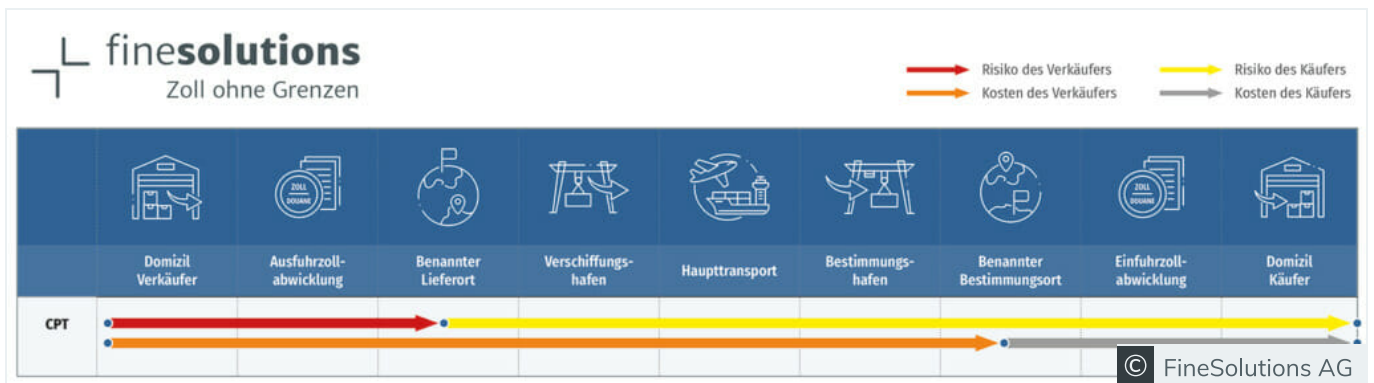 finesolutions
Zoll ohne Grenzen
Risiko des Verkäufers
Risiko des Käufers
Kosten des Verkäufers
Kosten des Käufers
ZOLL
DOUANE
ZOLL
DOUANE
Domizil
Verkäufer
Ausfuhrzoll-
abwicklung
Benannter
Lieferort
Verschiffungs-
hafen
Haupttransport
Bestimmungs-
hafen
Benannter
Bestimmungsort
Einfuhrzoll-
abwicklung
Domizil
Käufer
CPT
© FineSolutions AG